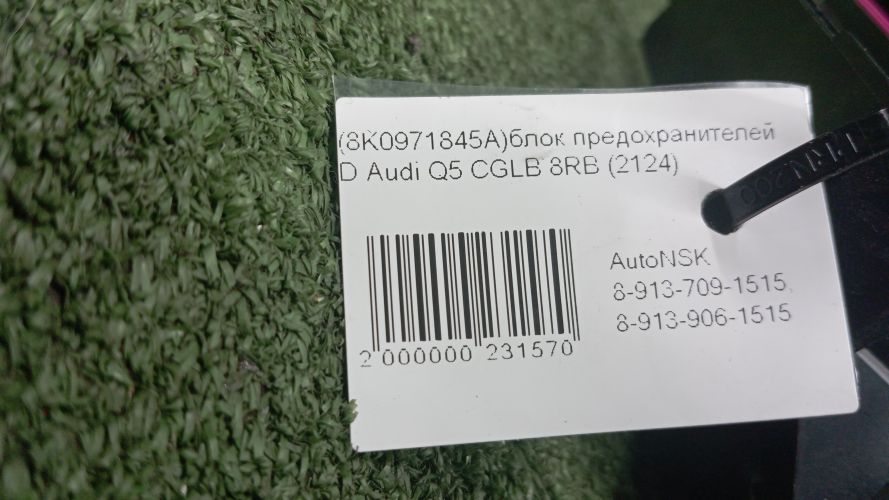 (8K0971845A)блок предохранителей
D Audi Q5 CGLB 8RB (2124)
AutoNSK
8-913-709-1515,
8-913-906-1515
2 000000 231570